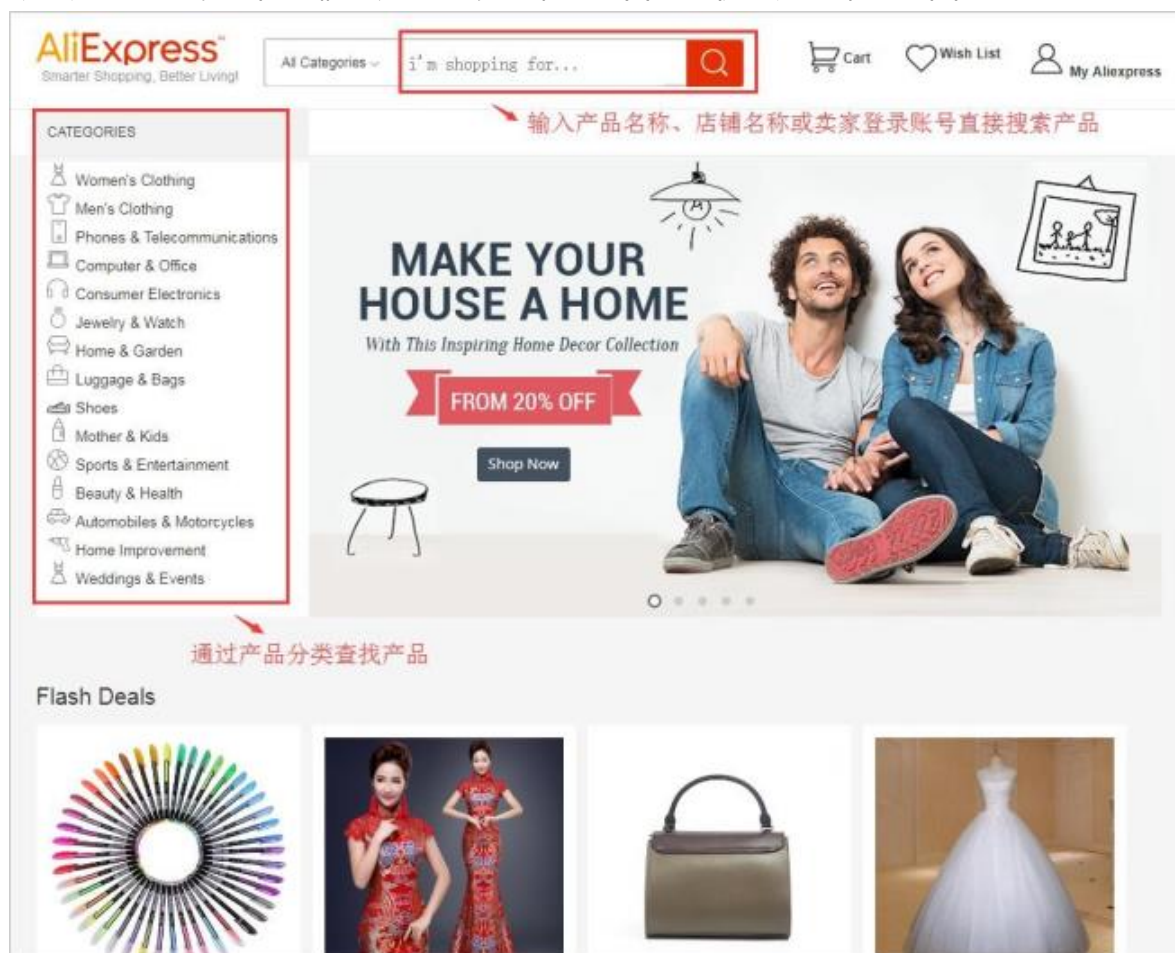 AliExpress™
Smarter Shopping, Better Living!
All Categories
i'm shopping for...
Cart
Wish List
My Aliexpress
输入产品名称、店铺名称或卖家登录账号直接搜索产品
CATEGORIES
Women's Clothing
Men's Clothing
Phones & Telecommunications
Computer & Office
Consumer Electronics
Jewelry & Watch
Home & Garden
Luggage & Bags
Shoes
Mother & Kids
Sports & Entertainment
Beauty & Health
Automobiles & Motorcycles
Home Improvement
Weddings & Events
MAKE YOUR
HOUSE A HOME
With This Inspiring Home Decor Collection
FROM 20% OFF
Shop Now
通过产品分类查找产品
Flash Deals